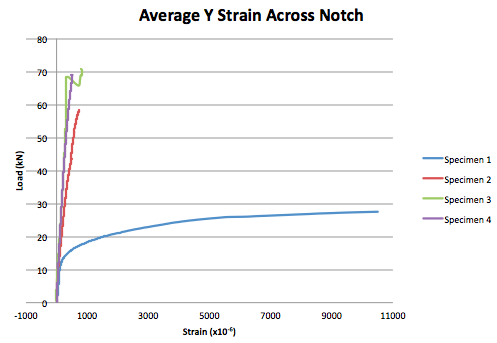 Average Y Strain Across Notch
80
70
60
50
40
30
20
10
0
Load (kN)
-1000 1000 3000 5000 7000 9000 11000
Strain (x10⁻⁶)
Specimen 1
Specimen 2
Specimen 3
Specimen 4